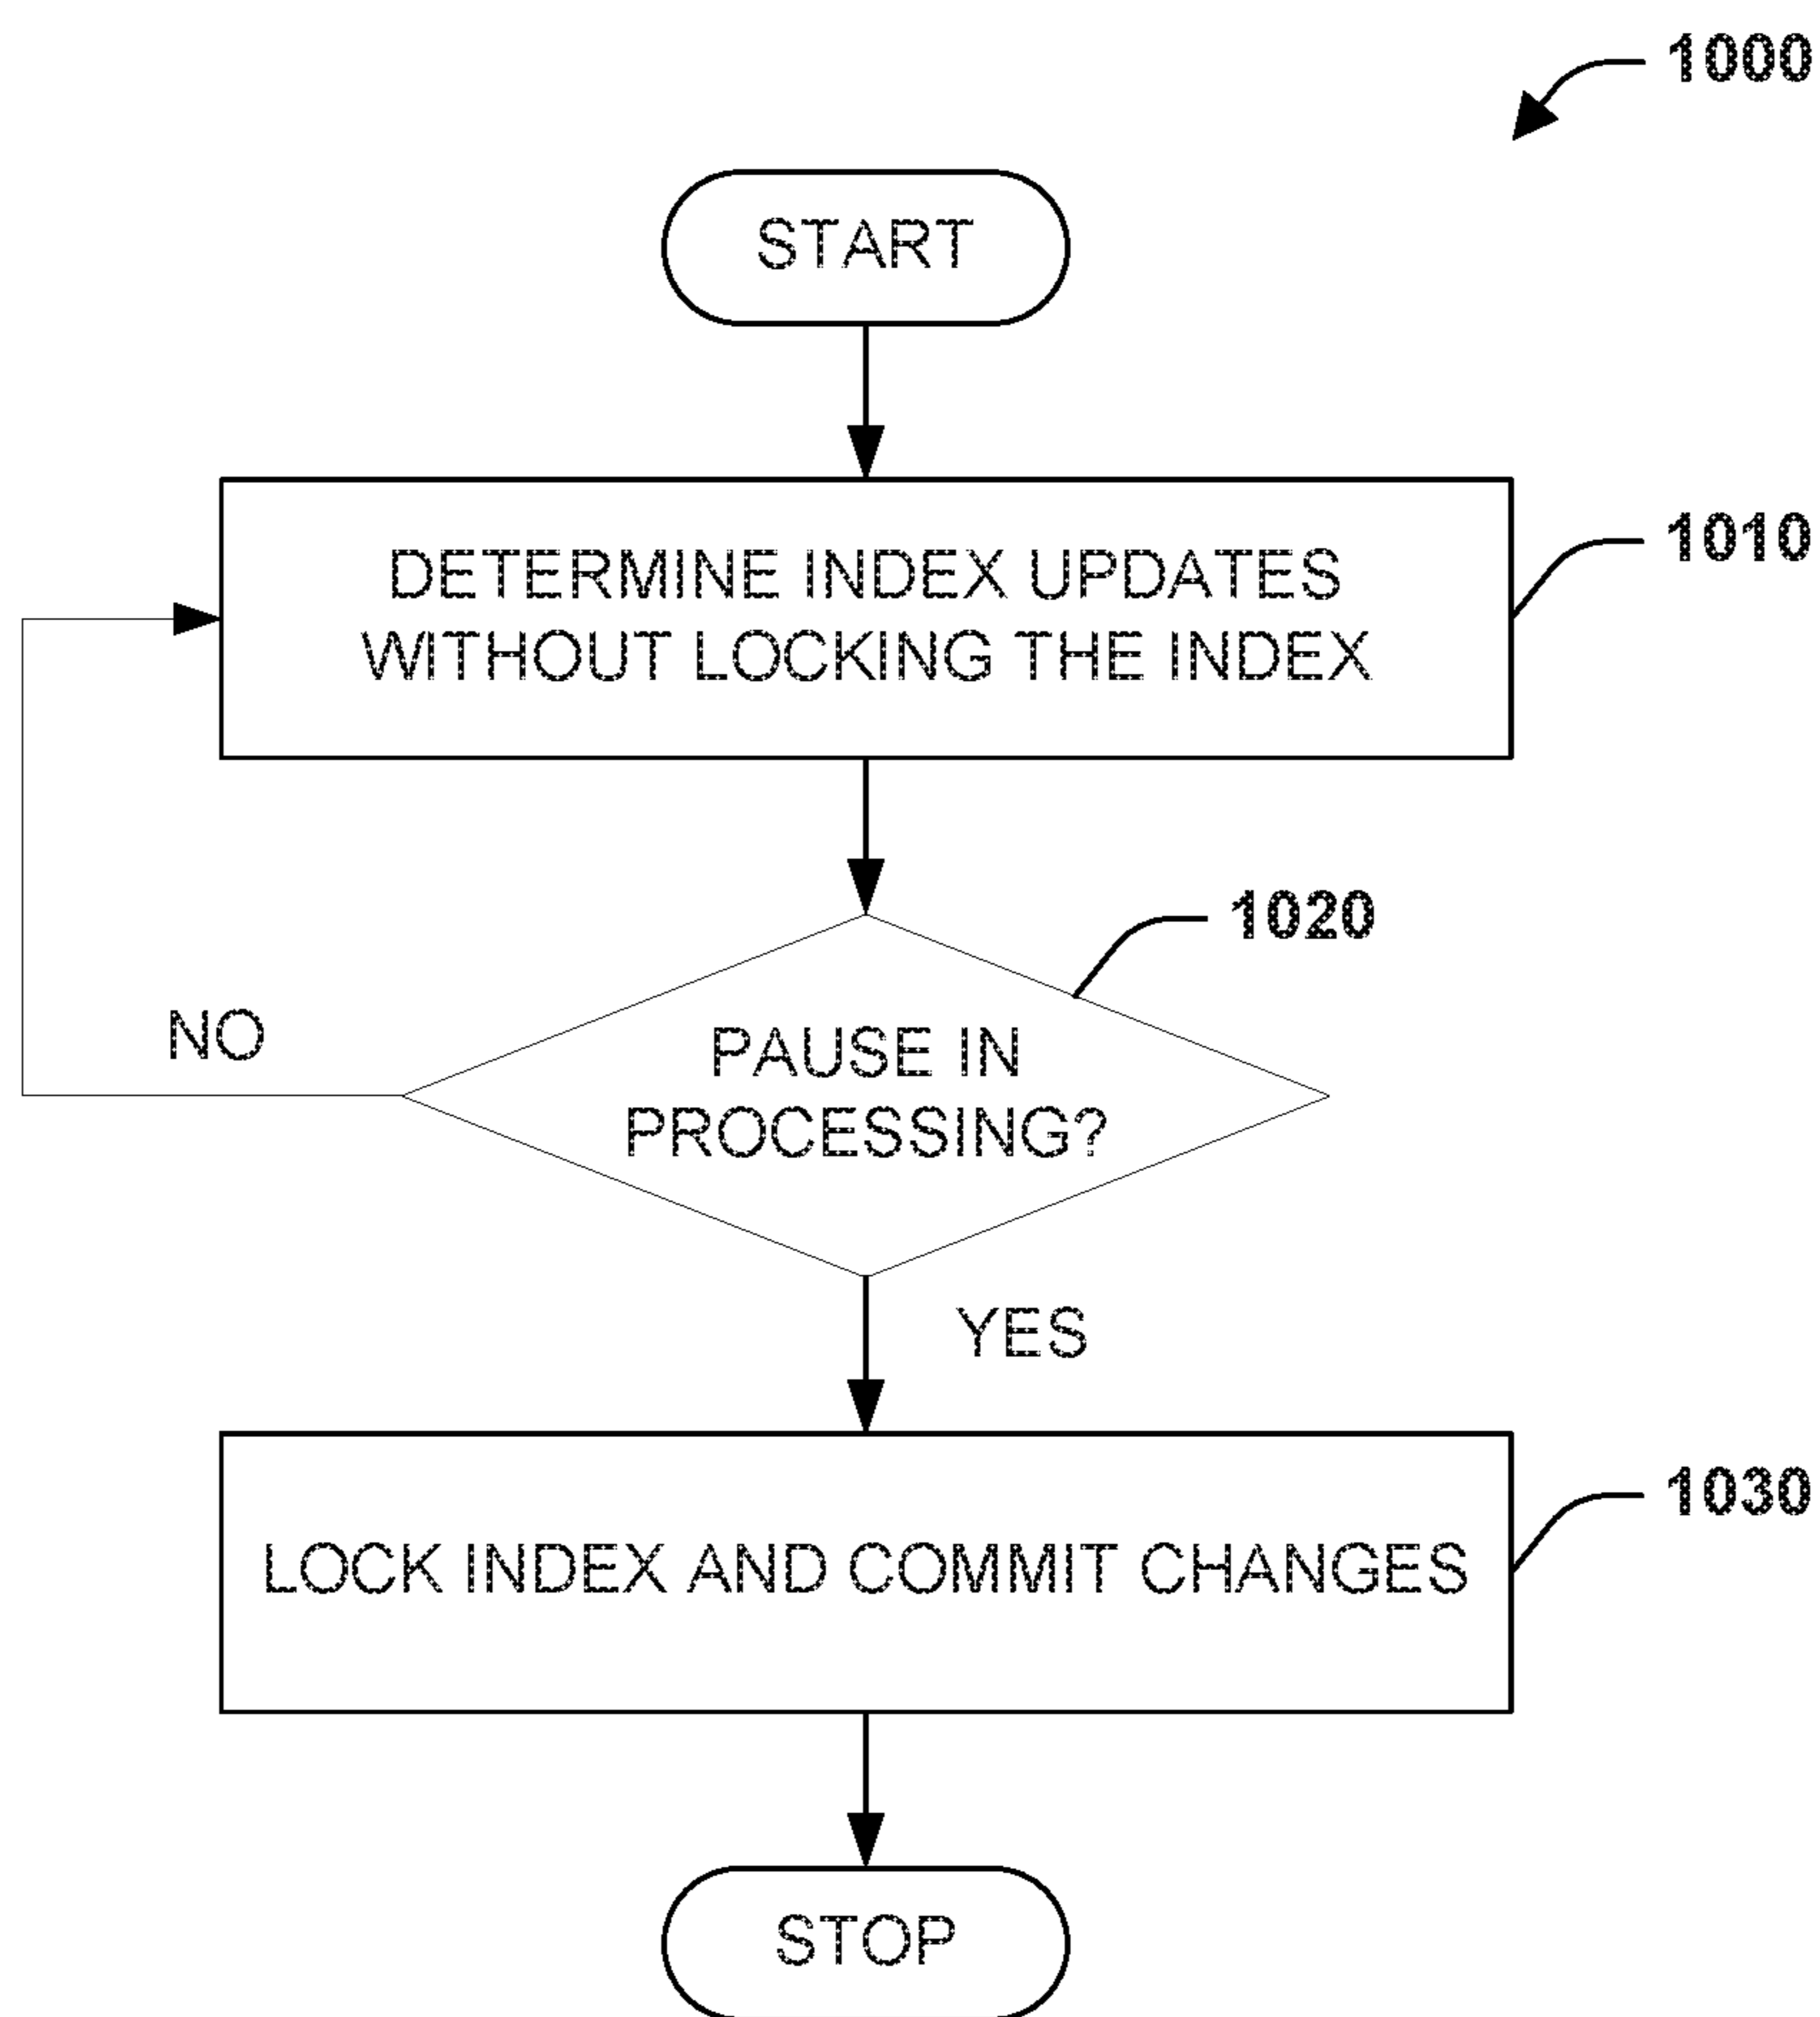 1000
START
DETERMINE INDEX UPDATES
WITHOUT LOCKING THE INDEX
1010
1020
NO
PAUSE IN
PROCESSING?
YES
1030
LOCK INDEX AND COMMIT CHANGES
STOP